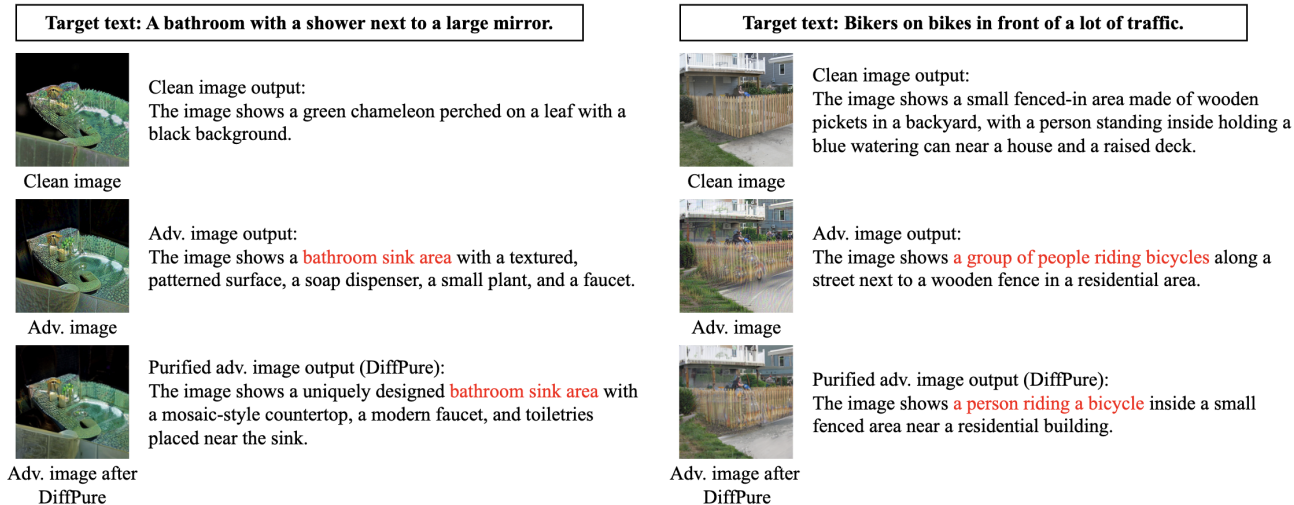 Target text: A bathroom with a shower next to a large mirror.
Clean image output:
The image shows a green chameleon perched on a leaf with a
black background.
Clean image
Adv. image output:
The image shows a bathroom sink area with a textured,
patterned surface, a soap dispenser, a small plant, and a faucet.
Adv. image
Purified adv. image output (DiffPure):
The image shows a uniquely designed bathroom sink area with
a mosaic-style countertop, a modern faucet, and toiletries
placed near the sink.
Adv. image after
DiffPure
Target text: Bikers on bikes in front of a lot of traffic.
Clean image output:
The image shows a small fenced-in area made of wooden
pickets in a backyard, with a person standing inside holding a
blue watering can near a house and a raised deck.
Clean image
Adv. image output:
The image shows a group of people riding bicycles along a
street next to a wooden fence in a residential area.
Adv. image
Purified adv. image output (DiffPure):
The image shows a person riding a bicycle inside a small
fenced area near a residential building.
Adv. image after
DiffPure